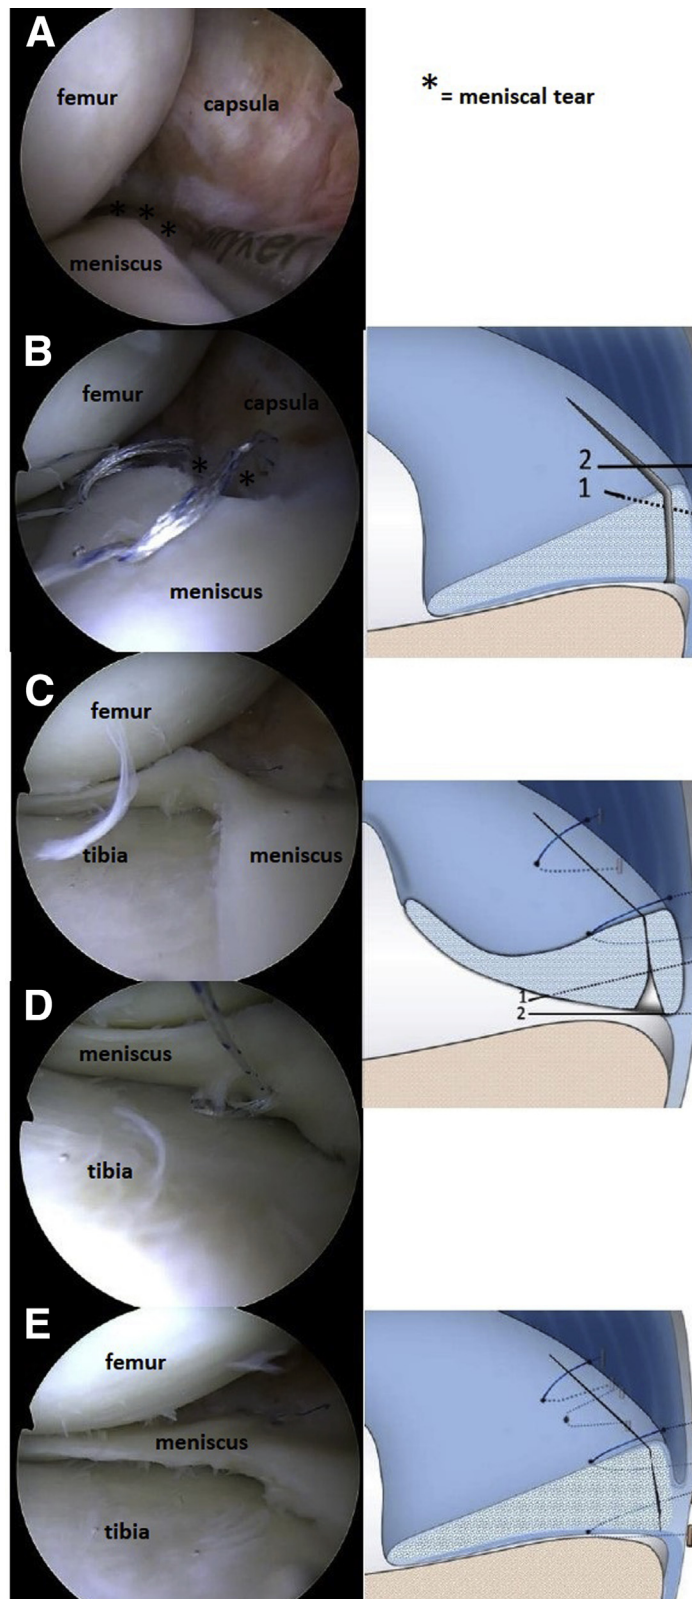 A
femur
capsula
* = meniscal tear
* * *
meniscus
B
femur
capsula
* *
meniscus
2
1
C
femur
tibia
meniscus
1
2
D
meniscus
tibia
E
femur
meniscus
tibia